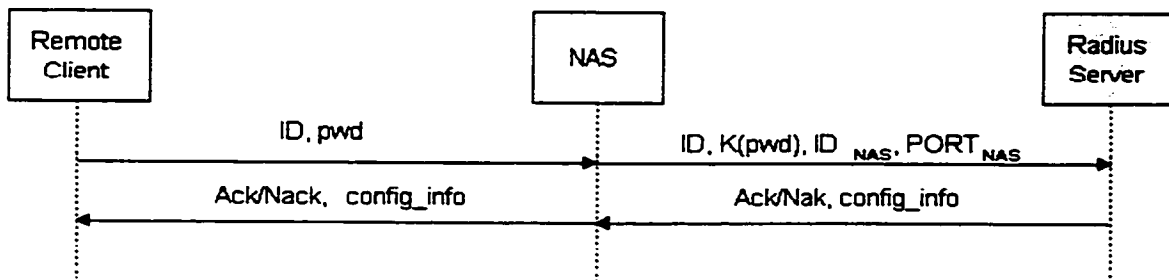 Remote
Client
NAS
Radius
Server
ID, pwd
ID, K(pwd), ID NAS, PORT NAS
Ack/Nack, config_info
Ack/Nak, config_info